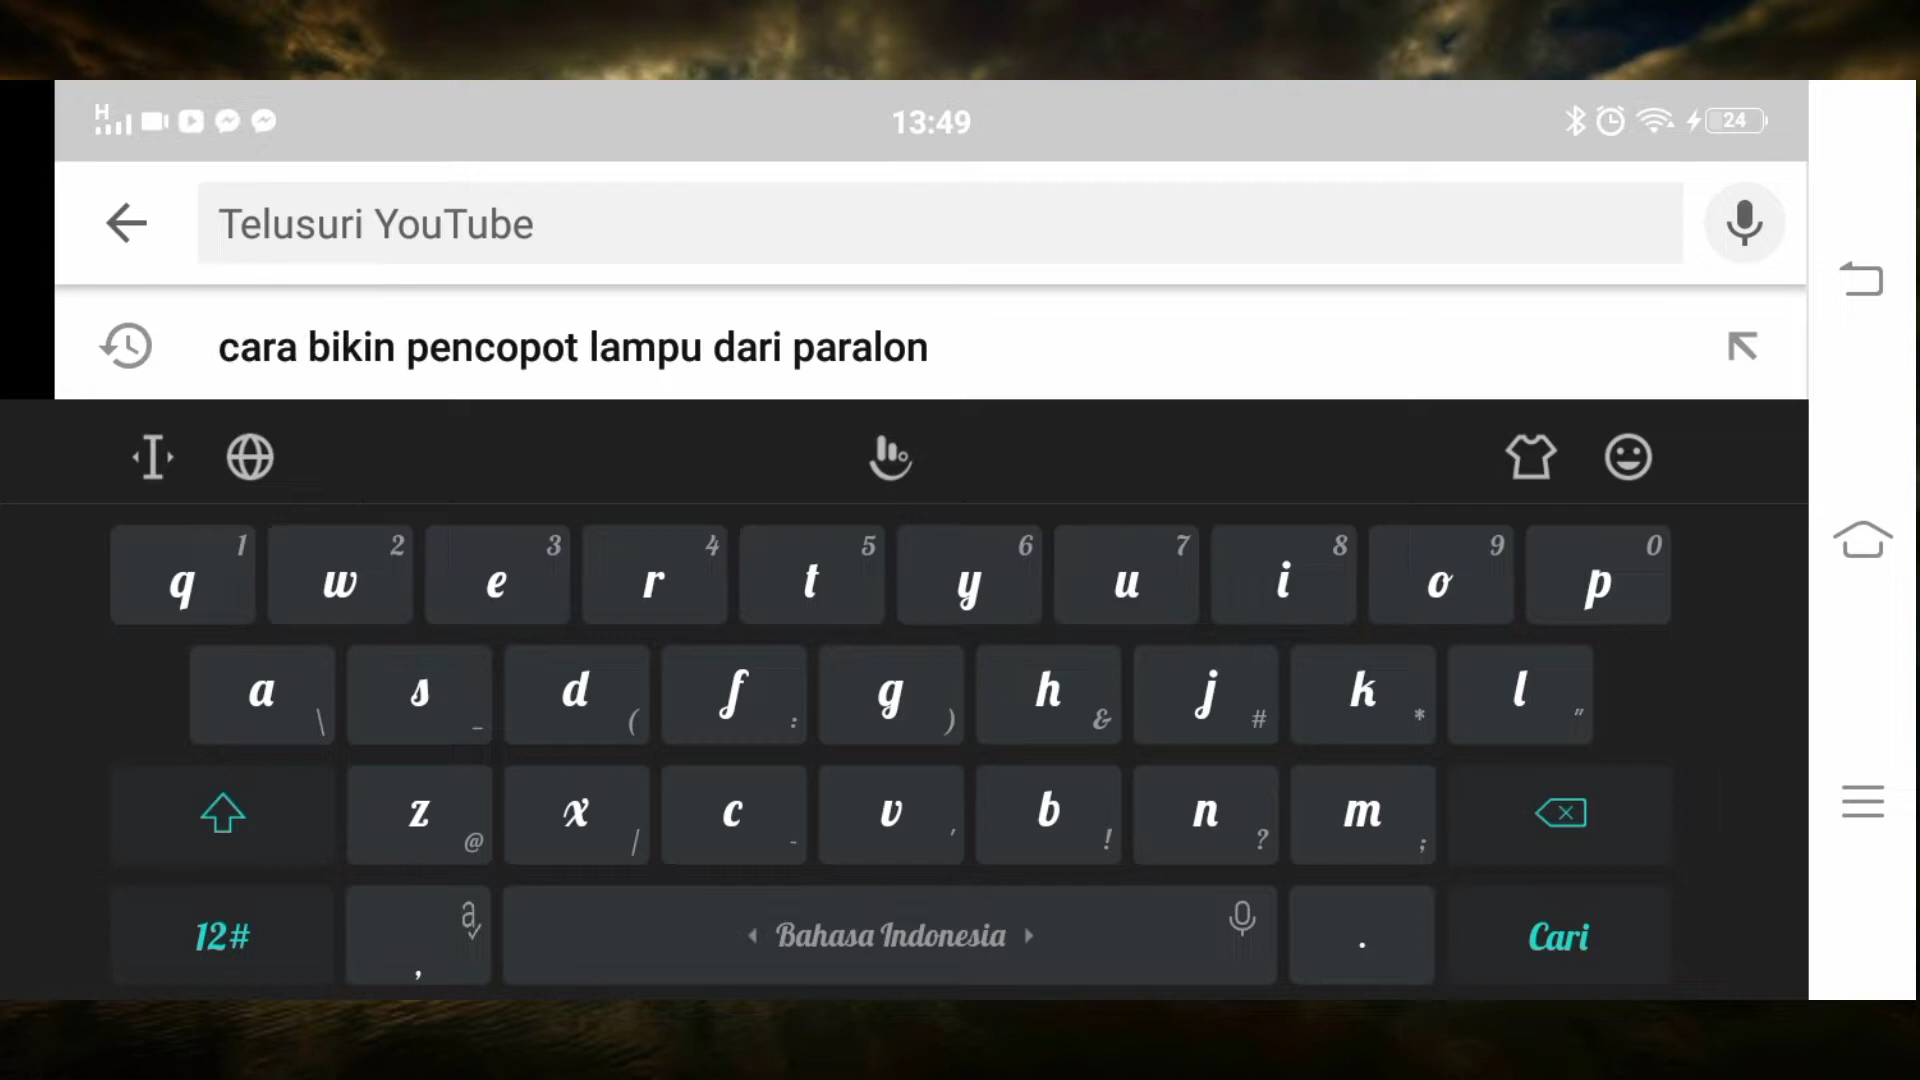 H 13:49 24
Telusuri YouTube
cara bikin pencopot lampu dari paralon
1 2 3 4 5 6 7 8 9 0
q w e r t y u i o p
a s d f g h j k l
\ _ ( : ) & # * "
z x c v b n m
@ / - ' ! ? ;
12# , a Bahasa Indonesia . Cari